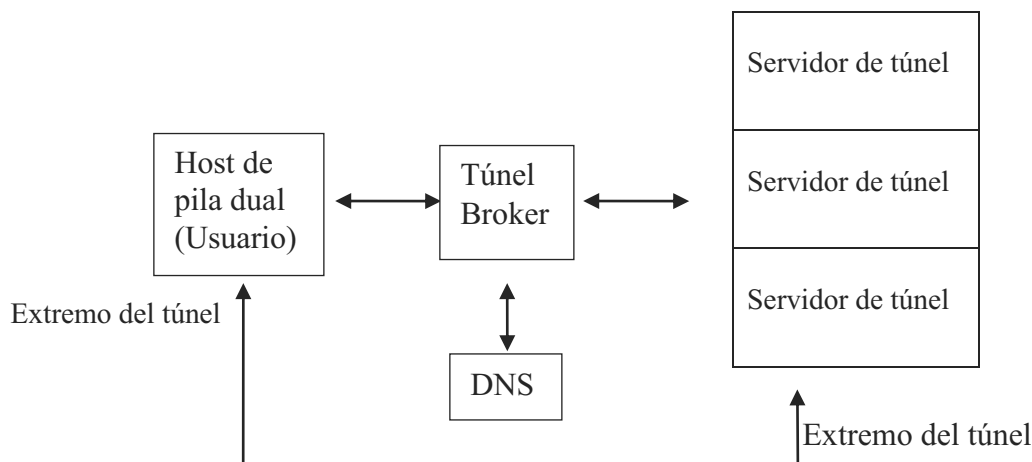 Servidor de túnel
Host de
pila dual
(Usuario)
Túnel
Broker
Servidor de túnel
Servidor de túnel
Extremo del túnel
DNS
Extremo del túnel